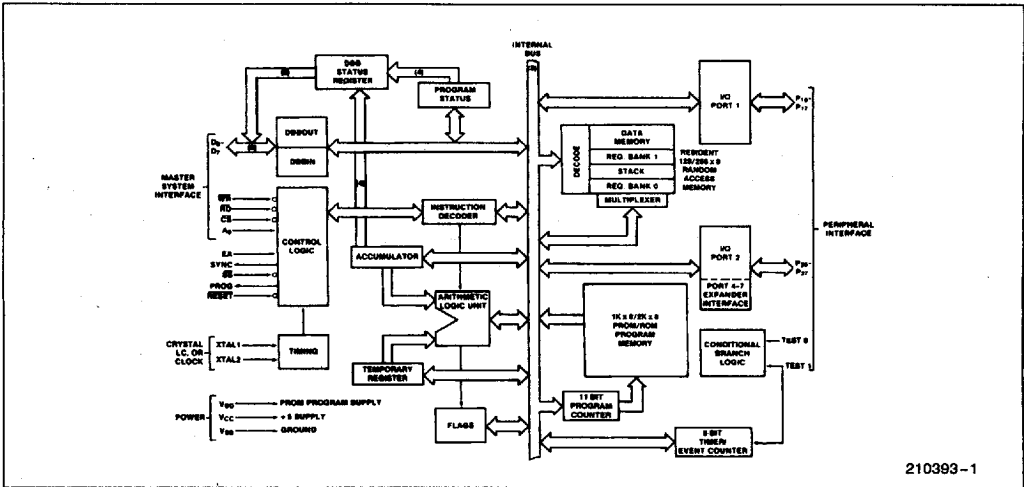 INTERNAL
BUS
(8)
DBB
STATUS
REGISTER
(8)
(4)
PROGRAM
STATUS
D0-
D7
(8)
DBBOUT
DBBIN
MASTER
SYSTEM
INTERFACE
WR
RD
CS
A0
EA
SYNC
SS
PROG
RESET
CONTROL
LOGIC
(4)
INSTRUCTION
DECODER
ACCUMULATOR
ARITHMETIC
LOGIC UNIT
TEMPORARY
REGISTER
FLAGS
CRYSTAL
LC, OR
CLOCK
XTAL1
XTAL2
TIMING
POWER
VDD
PROM PROGRAM SUPPLY
VCC
+ 5 SUPPLY
VSS
GROUND
I/O
PORT 1
P10-
P17
DECODE
DATA
MEMORY
REG. BANK 1
STACK
REG. BANK 0
MULTIPLEXER
RESIDENT
128/256 x 8
RANDOM
ACCESS
MEMORY
PERIPHERAL
INTERFACE
I/O
PORT 2
PORT 4-7
EXPANDER
INTERFACE
P20-
P27
1K x 8/2K x 8
PROM/ROM
PROGRAM
MEMORY
CONDITIONAL
BRANCH
LOGIC
TEST 0
TEST 1
11 BIT
PROGRAM
COUNTER
8-BIT
TIMER/
EVENT COUNTER
210393-1